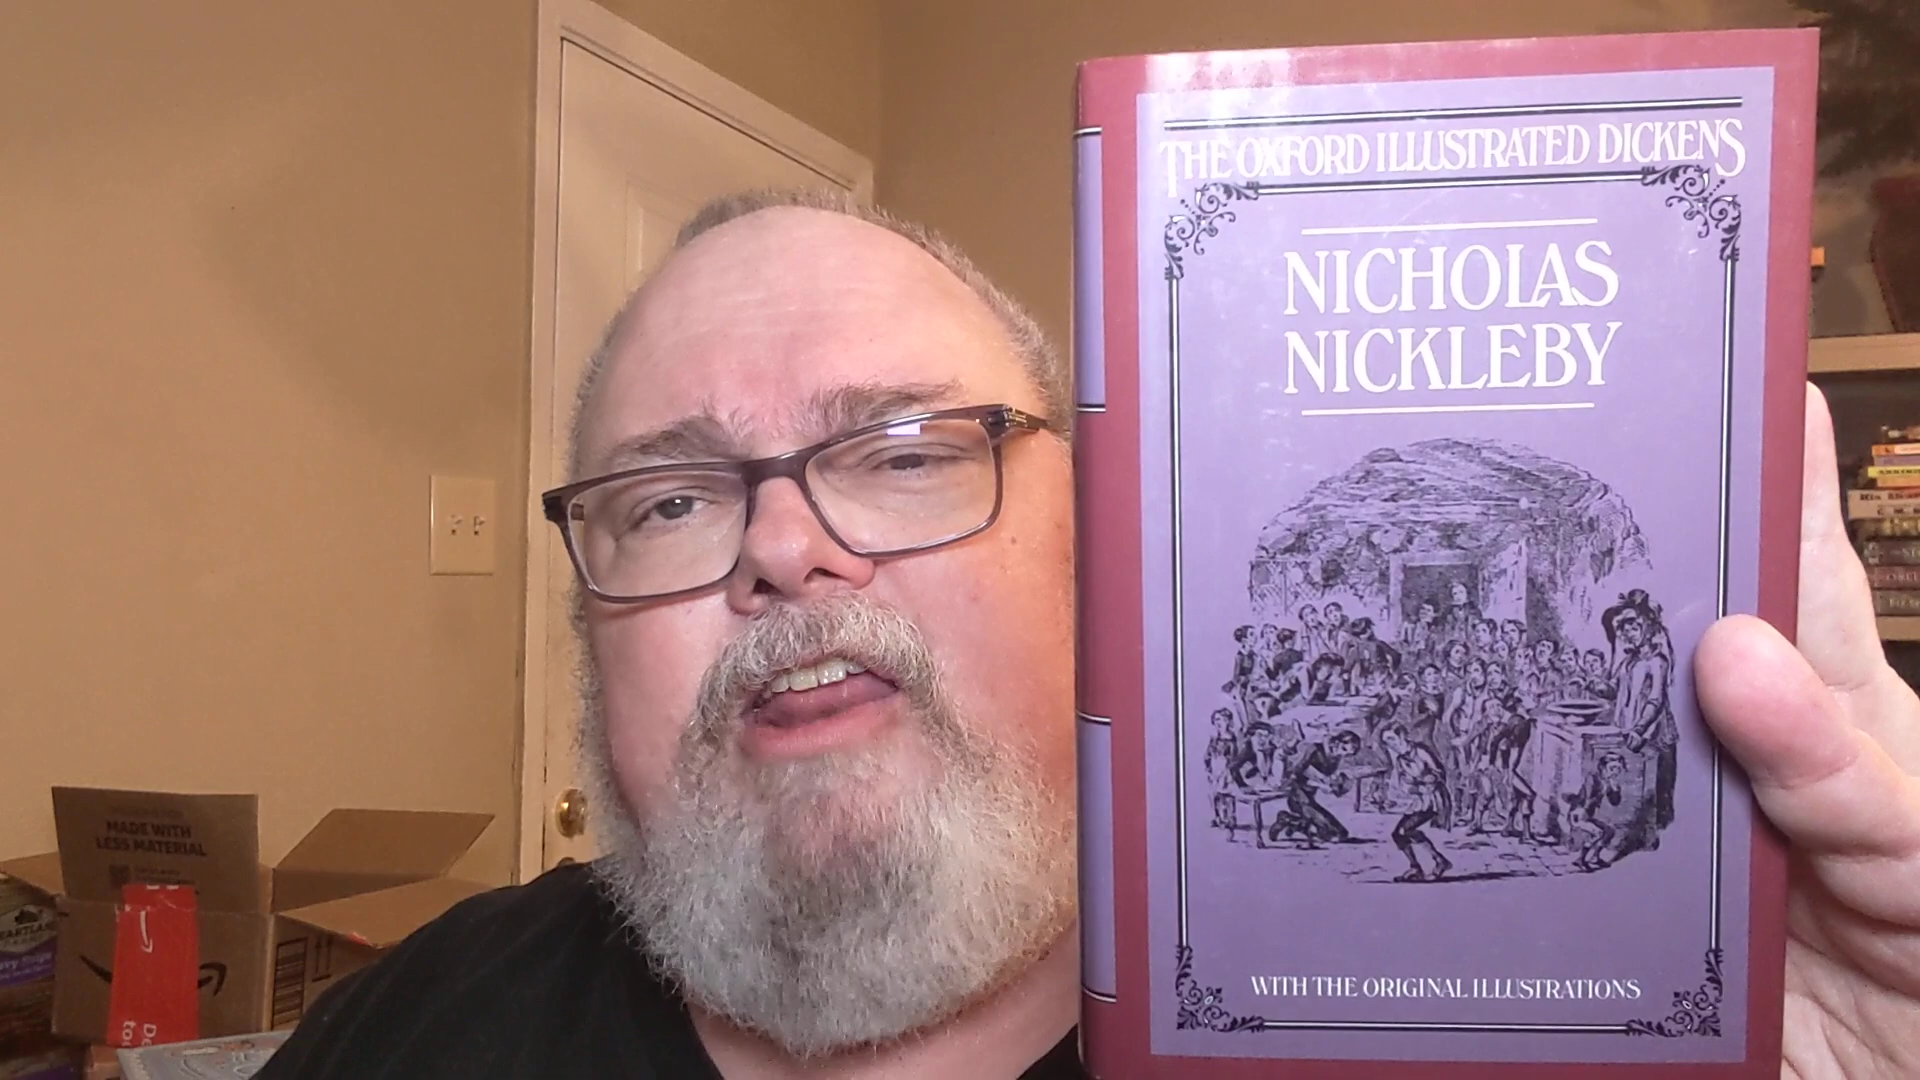 THE OXFORD ILLUSTRATED DICKENS
NICHOLAS
NICKLEBY
WITH THE ORIGINAL ILLUSTRATIONS
MADE WITH
LESS MATERIAL